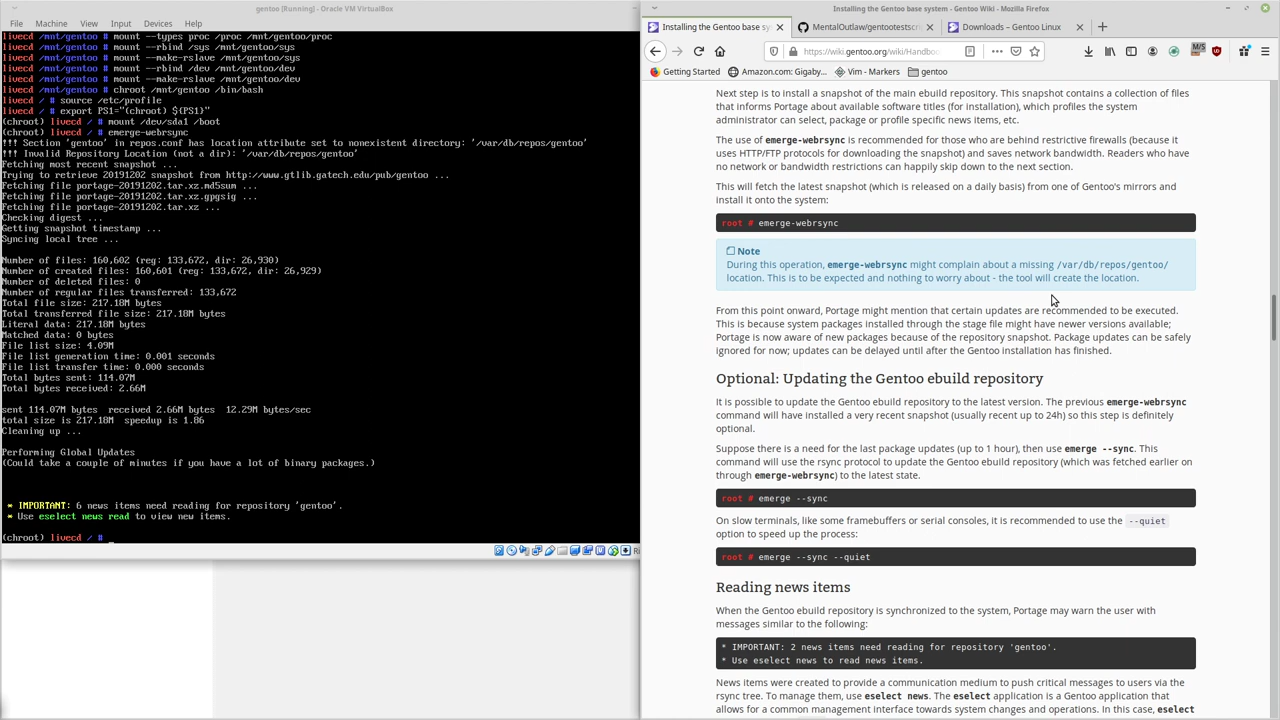 gentoo [Running] - Oracle VM VirtualBox
File Machine View Input Devices Help
livecd /mnt/gentoo # mount --types proc /proc /mnt/gentoo/proc
livecd /mnt/gentoo # mount --rbind /sys /mnt/gentoo/sys
livecd /mnt/gentoo # mount --make-rslave /mnt/gentoo/sys
livecd /mnt/gentoo # mount --rbind /dev /mnt/gentoo/dev
livecd /mnt/gentoo # mount --make-rslave /mnt/gentoo/dev
livecd /mnt/gentoo # chroot /mnt/gentoo /bin/bash
livecd / # source /etc/profile
livecd / # export PS1="(chroot) ${PS1}"
(chroot) livecd / # mount /dev/sda1 /boot
(chroot) livecd / # emerge-webrsync
!!! Section 'gentoo' in repos.conf has location attribute set to nonexistent directory: '/var/db/repos/gentoo'
!!! Invalid Repository Location (not a dir): '/var/db/repos/gentoo'
Fetching most recent snapshot ...
Trying to retrieve 20191202 snapshot from http://www.gtlib.gatech.edu/pub/gentoo ...
Fetching file portage-20191202.tar.xz.md5sum ...
Fetching file portage-20191202.tar.xz.gpgsig ...
Fetching file portage-20191202.tar.xz ...
Checking digest ...
Getting snapshot timestamp ...
Syncing local tree ...
Number of files: 160,602 (reg: 133,672, dir: 26,930)
Number of created files: 160,601 (reg: 133,672, dir: 26,929)
Number of deleted files: 0
Number of regular files transferred: 133,672
Total file size: 217.18M bytes
Total transferred file size: 217.18M bytes
Literal data: 217.18M bytes
Matched data: 0 bytes
File list size: 4.09M
File list generation time: 0.001 seconds
File list transfer time: 0.000 seconds
Total bytes sent: 114.07M
Total bytes received: 2.66M
sent 114.07M bytes  received 2.66M bytes  12.29M bytes/sec
total size is 217.18M  speedup is 1.86
Cleaning up ...
Performing Global Updates
(Could take a couple of minutes if you have a lot of binary packages.)
* IMPORTANT: 6 news items need reading for repository 'gentoo'.
* Use eselect news read to view new items.
(chroot) livecd / # _
Ri
Installing the Gentoo base system - Gentoo Wiki - Mozilla Firefox
Installing the Gentoo base sy
MentalOutlaw/gentootestscr
Downloads – Gentoo Linux
https://wiki.gentoo.org/wiki/Handbo
M/S
Getting Started Amazon.com: Gigaby... Vim - Markers gentoo
Next step is to install a snapshot of the main ebuild repository. This snapshot contains a collection of files
that informs Portage about available software titles (for installation), which profiles the system
administrator can select, package or profile specific news items, etc.
The use of emerge-webrsync is recommended for those who are behind restrictive firewalls (because it
uses HTTP/FTP protocols for downloading the snapshot) and saves network bandwidth. Readers who have
no network or bandwidth restrictions can happily skip down to the next section.
This will fetch the latest snapshot (which is released on a daily basis) from one of Gentoo's mirrors and
install it onto the system:
root # emerge-webrsync
Note
During this operation, emerge-webrsync might complain about a missing /var/db/repos/gentoo/
location. This is to be expected and nothing to worry about - the tool will create the location.
From this point onward, Portage might mention that certain updates are recommended to be executed.
This is because system packages installed through the stage file might have newer versions available;
Portage is now aware of new packages because of the repository snapshot. Package updates can be safely
ignored for now; updates can be delayed until after the Gentoo installation has finished.
Optional: Updating the Gentoo ebuild repository
It is possible to update the Gentoo ebuild repository to the latest version. The previous emerge-webrsync
command will have installed a very recent snapshot (usually recent up to 24h) so this step is definitely
optional.
Suppose there is a need for the last package updates (up to 1 hour), then use emerge --sync. This
command will use the rsync protocol to update the Gentoo ebuild repository (which was fetched earlier on
through emerge-webrsync) to the latest state.
root # emerge --sync
On slow terminals, like some framebuffers or serial consoles, it is recommended to use the --quiet
option to speed up the process:
root # emerge --sync --quiet
Reading news items
When the Gentoo ebuild repository is synchronized to the system, Portage may warn the user with
messages similar to the following:
* IMPORTANT: 2 news items need reading for repository 'gentoo'.
* Use eselect news to read news items.
News items were created to provide a communication medium to push critical messages to users via the
rsync tree. To manage them, use eselect news. The eselect application is a Gentoo application that
allows for a common management interface towards system changes and operations. In this case, eselect